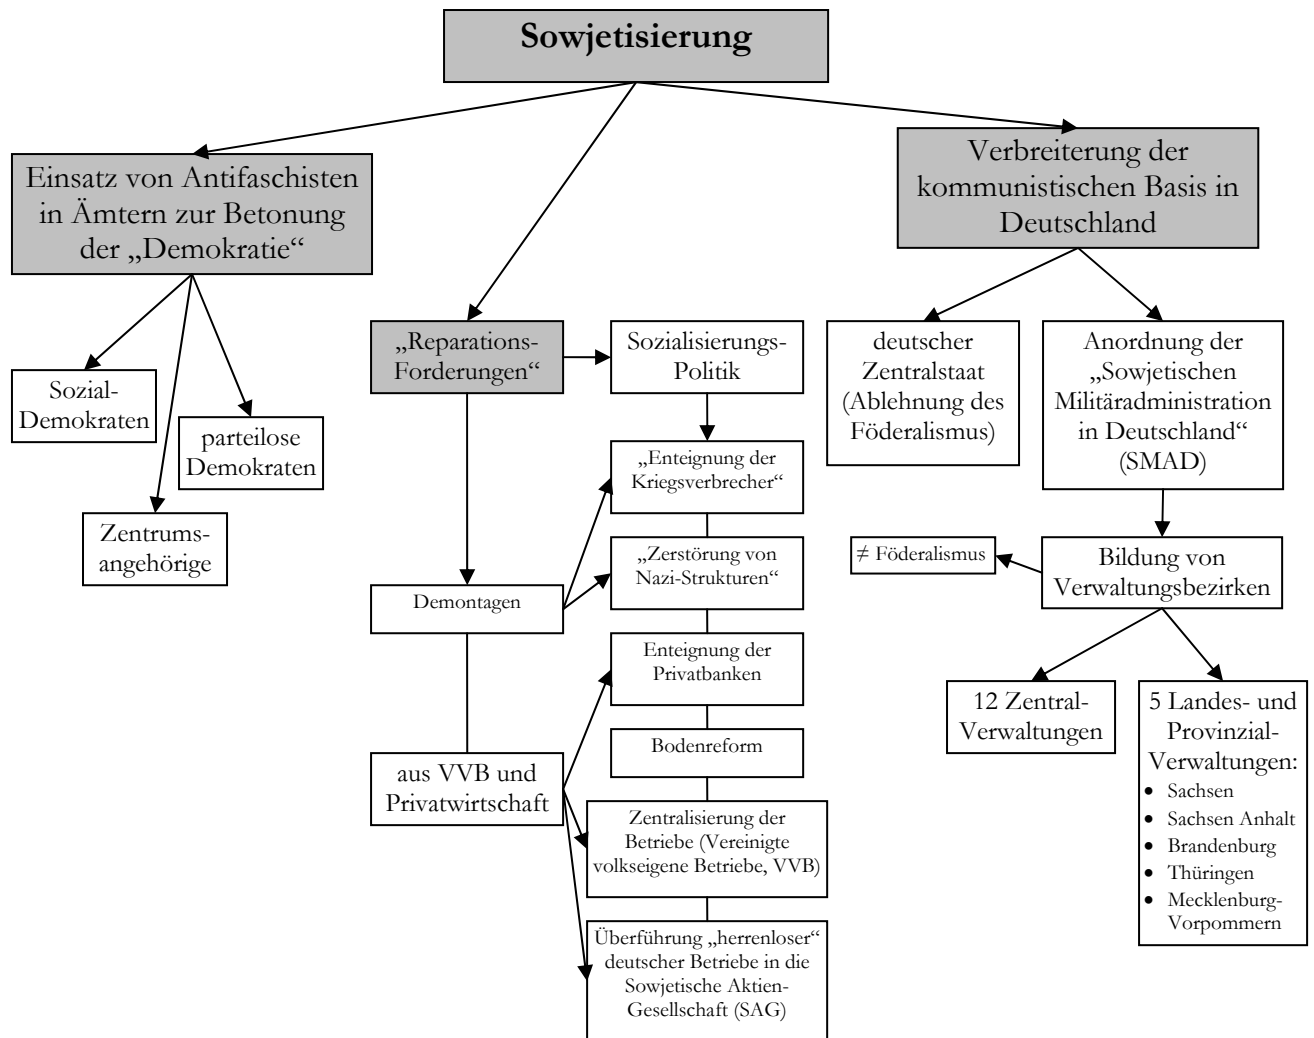 Sowjetisierung
Einsatz von Antifaschisten
in Ämtern zur Betonung
der „Demokratie“
Sozial-
Demokraten
parteilose
Demokraten
Zentrums-
angehörige
„Reparations-
Forderungen“
Demontagen
aus VVB und
Privatwirtschaft
Sozialisierungs-
Politik
„Enteignung der
Kriegsverbrecher“
„Zerstörung von
Nazi-Strukturen“
Enteignung der
Privatbanken
Bodenreform
Zentralisierung der
Betriebe (Vereinigte
volkseigene Betriebe, VVB)
Überführung „herrenloser“
deutscher Betriebe in die
Sowjetische Aktien-
Gesellschaft (SAG)
Verbreiterung der
kommunistischen Basis in
Deutschland
deutscher
Zentralstaat
(Ablehnung des
Föderalismus)
Anordnung der
„Sowjetischen
Militäradministration
in Deutschland“
(SMAD)
≠ Föderalismus
Bildung von
Verwaltungsbezirken
12 Zentral-
Verwaltungen
5 Landes- und
Provinzial-
Verwaltungen:
• Sachsen
• Sachsen Anhalt
• Brandenburg
• Thüringen
• Mecklenburg-
Vorpommern